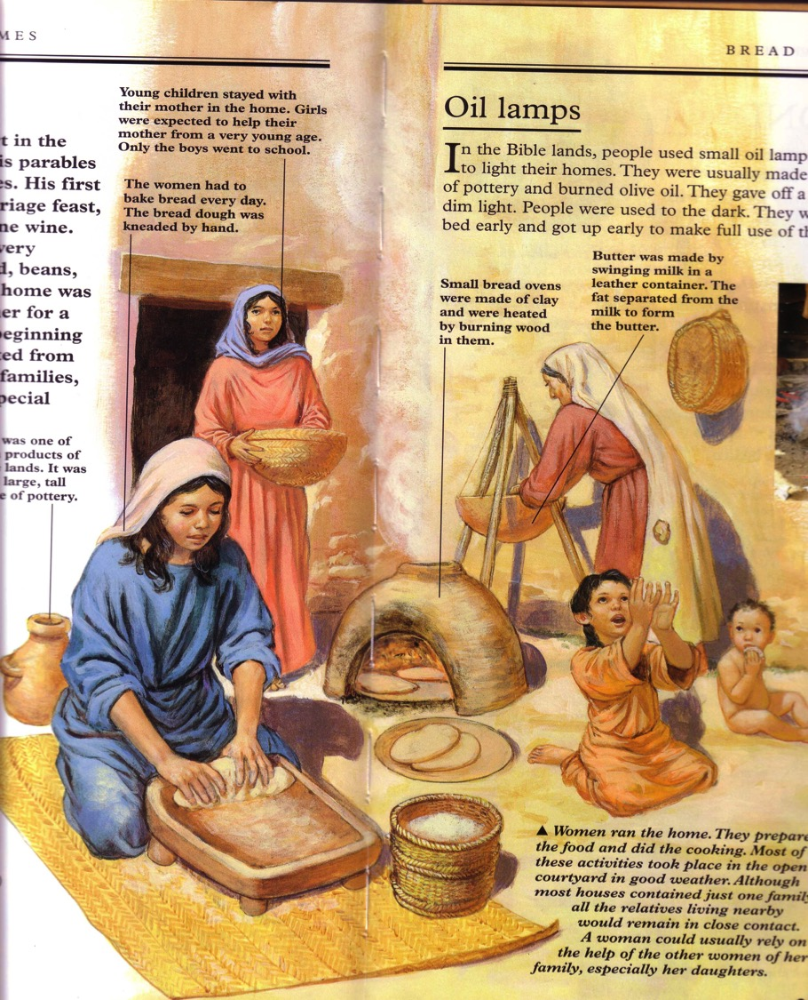 MES
Young children stayed with
their mother in the home. Girls
were expected to help their
mother from a very young age.
Only the boys went to school.
t in the
is parables
es. His first
riage feast,
ne wine.
very
d, beans,
home was
er for a
eginning
ted from
families,
pecial
The women had to
bake bread every day.
The bread dough was
kneaded by hand.
was one of
products of
lands. It was
large, tall
e of pottery.
BREAD
Oil lamps
In the Bible lands, people used small oil lamp
to light their homes. They were usually made
of pottery and burned olive oil. They gave off a
dim light. People were used to the dark. They w
bed early and got up early to make full use of th
Small bread ovens
were made of clay
and were heated
by burning wood
in them.
Butter was made by
swinging milk in a
leather container. The
fat separated from the
milk to form
the butter.
▲ Women ran the home. They prepare
the food and did the cooking. Most of
these activities took place in the open
courtyard in good weather. Although
most houses contained just one family
all the relatives living nearby
would remain in close contact.
A woman could usually rely on
the help of the other women of her
family, especially her daughters.